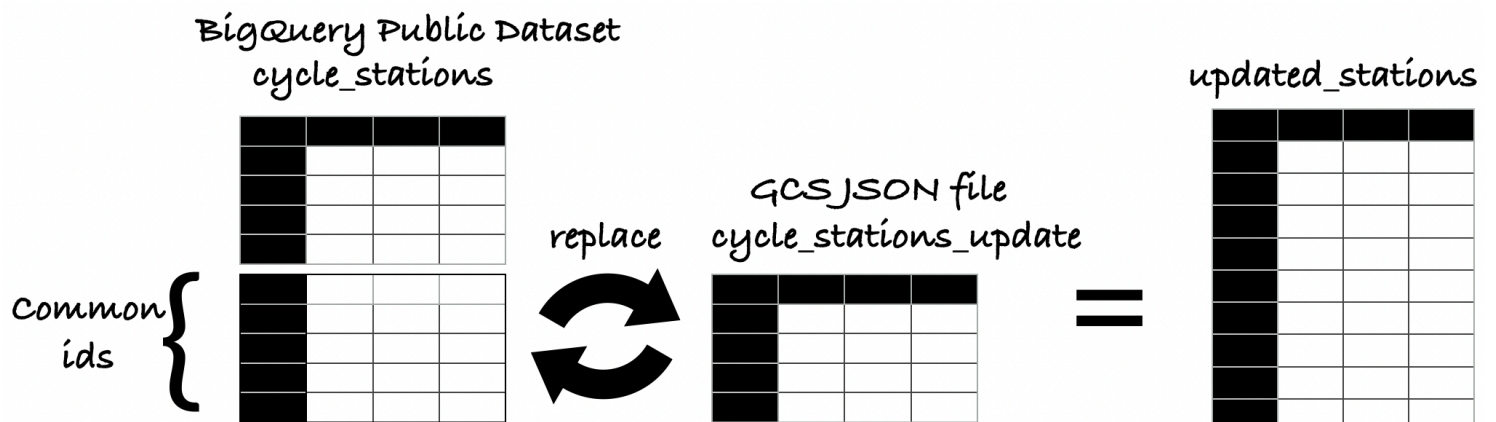 BigQuery Public Dataset
cycle_stations
updated_stations
GCS JSON file
replace
cycle_stations_update
Common
ids
=